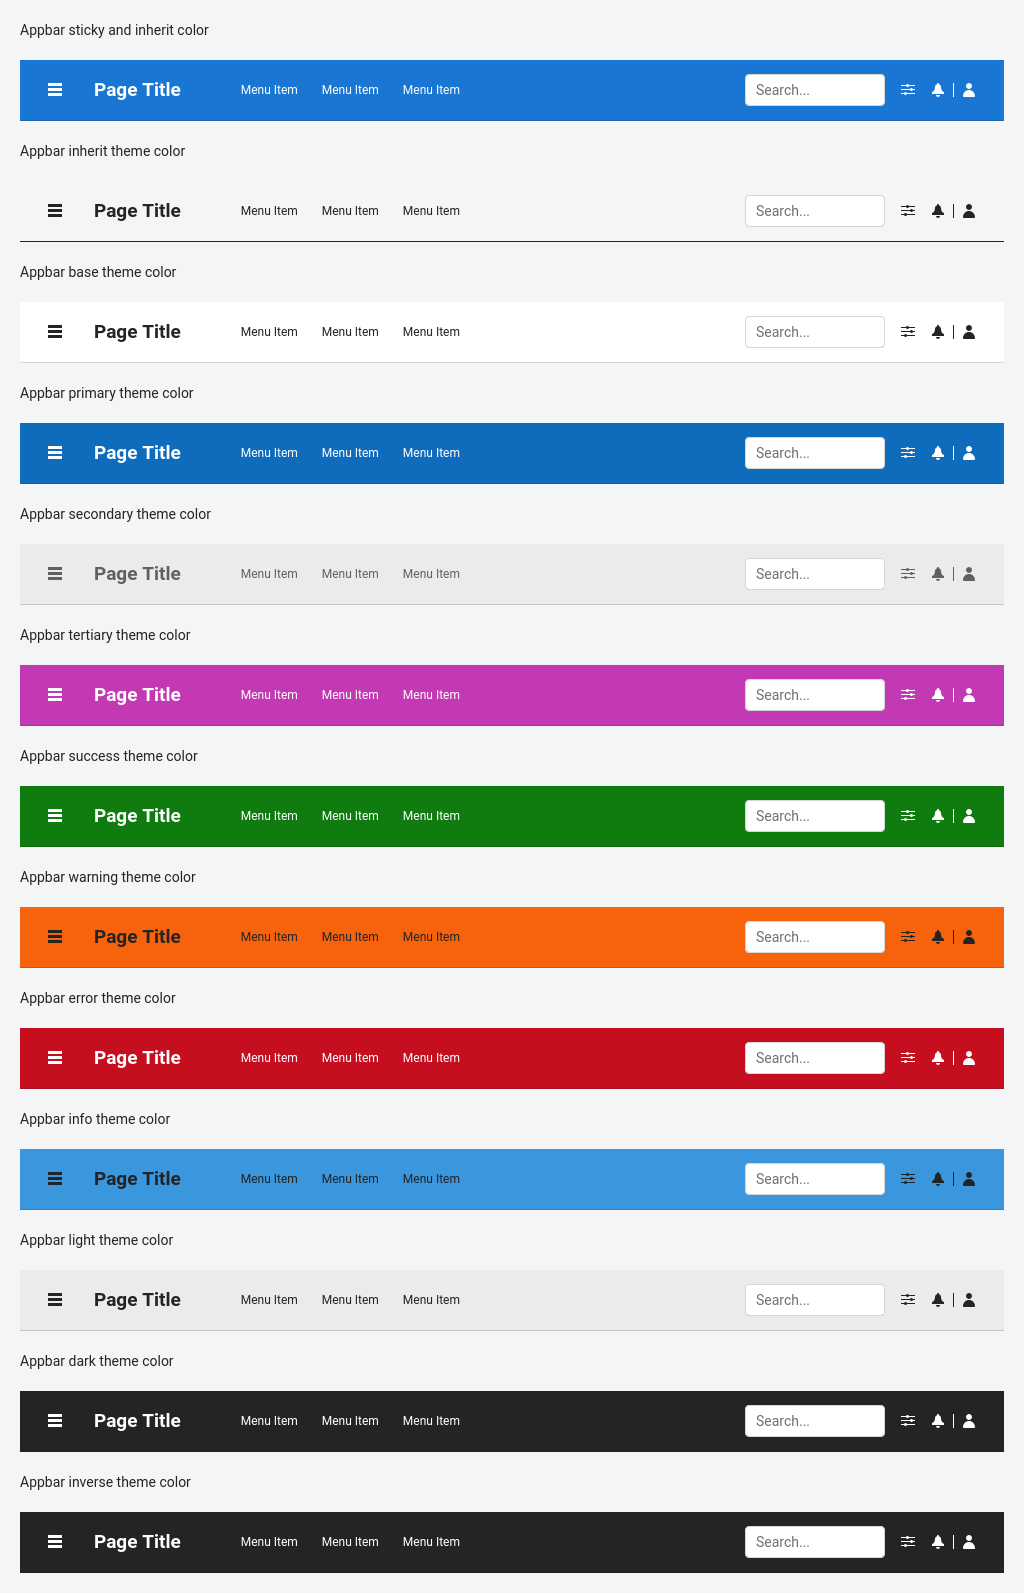 Appbar sticky and inherit color
Page Title Menu Item Menu Item Menu Item Search...
Appbar inherit theme color
Page Title Menu Item Menu Item Menu Item Search...
Appbar base theme color
Page Title Menu Item Menu Item Menu Item Search...
Appbar primary theme color
Page Title Menu Item Menu Item Menu Item Search...
Appbar secondary theme color
Page Title Menu Item Menu Item Menu Item Search...
Appbar tertiary theme color
Page Title Menu Item Menu Item Menu Item Search...
Appbar success theme color
Page Title Menu Item Menu Item Menu Item Search...
Appbar warning theme color
Page Title Menu Item Menu Item Menu Item Search...
Appbar error theme color
Page Title Menu Item Menu Item Menu Item Search...
Appbar info theme color
Page Title Menu Item Menu Item Menu Item Search...
Appbar light theme color
Page Title Menu Item Menu Item Menu Item Search...
Appbar dark theme color
Page Title Menu Item Menu Item Menu Item Search...
Appbar inverse theme color
Page Title Menu Item Menu Item Menu Item Search...